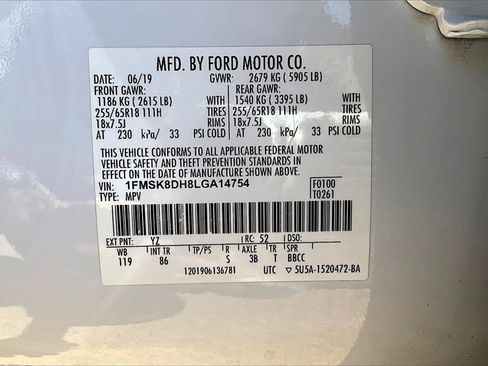 MFD. BY FORD MOTOR CO.
DATE: 06/19 GVWR: 2679 KG (5905 LB)
FRONT GAWR: REAR GAWR:
1186 KG (2615 LB) WITH 1540 KG (3395 LB) WITH
255/65R18 111H TIRES 255/65R18 111H TIRES
18x7.5J RIMS 18x7.5J RIMS
AT 230 kPa/ 33 PSI COLD AT 230 kPa/ 33 PSI COLD
THIS VEHICLE CONFORMS TO ALL APPLICABLE FEDERAL MOTOR
VEHICLE SAFETY AND THEFT PREVENTION STANDARDS IN
EFFECT ON THE DATE OF MANUFACTURE SHOWN ABOVE.
VIN: 1FMSK8DH8LGA14754 F0100
TYPE: MPV T0261
EXT PNT: YZ RC: 52 DSO:
WB INT TR TP/PS R AXLE TR SPR
119 86 S 3B T BBCC
1201906136781 UTC ▽ 5U5A-1520472-BA